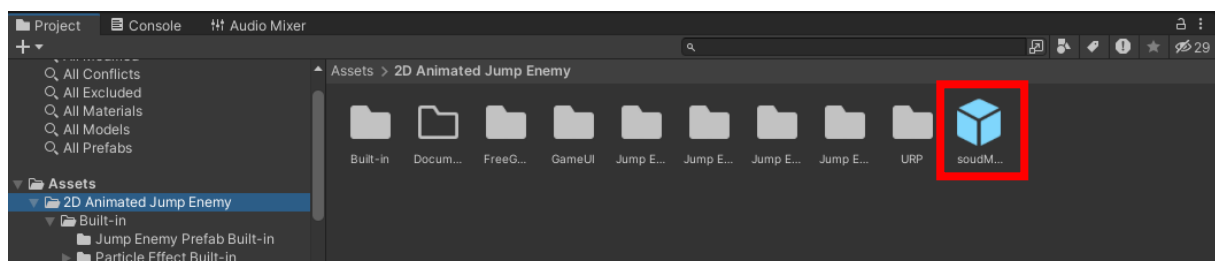 Project
Console
Audio Mixer
29
All Conflicts
All Excluded
All Materials
All Models
All Prefabs
Assets
2D Animated Jump Enemy
Built-in
Jump Enemy Prefab Built-in
Particle Effect Built-in
Assets > 2D Animated Jump Enemy
Built-in
Docum...
FreeG...
GameUI
Jump E...
Jump E...
Jump E...
Jump E...
URP
soudM...